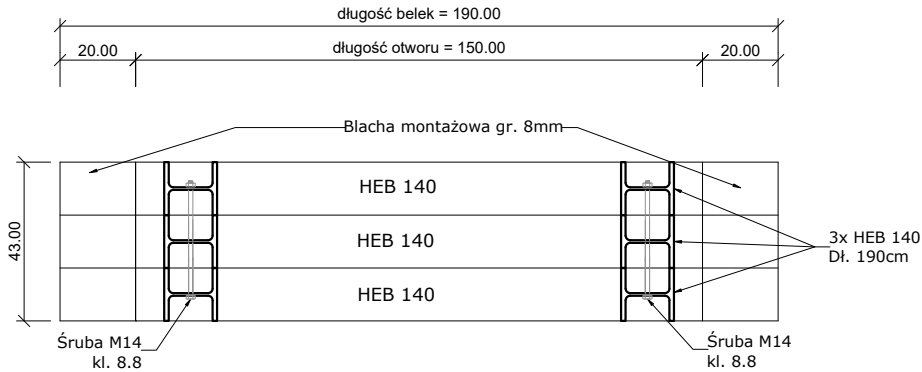 długość belek = 190.00
20.00
długość otworu = 150.00
20.00
Blacha montażowa gr. 8mm
HEB 140
HEB 140
HEB 140
43.00
3x HEB 140
Dł. 190cm
Śruba M14
kl. 8.8
Śruba M14
kl. 8.8